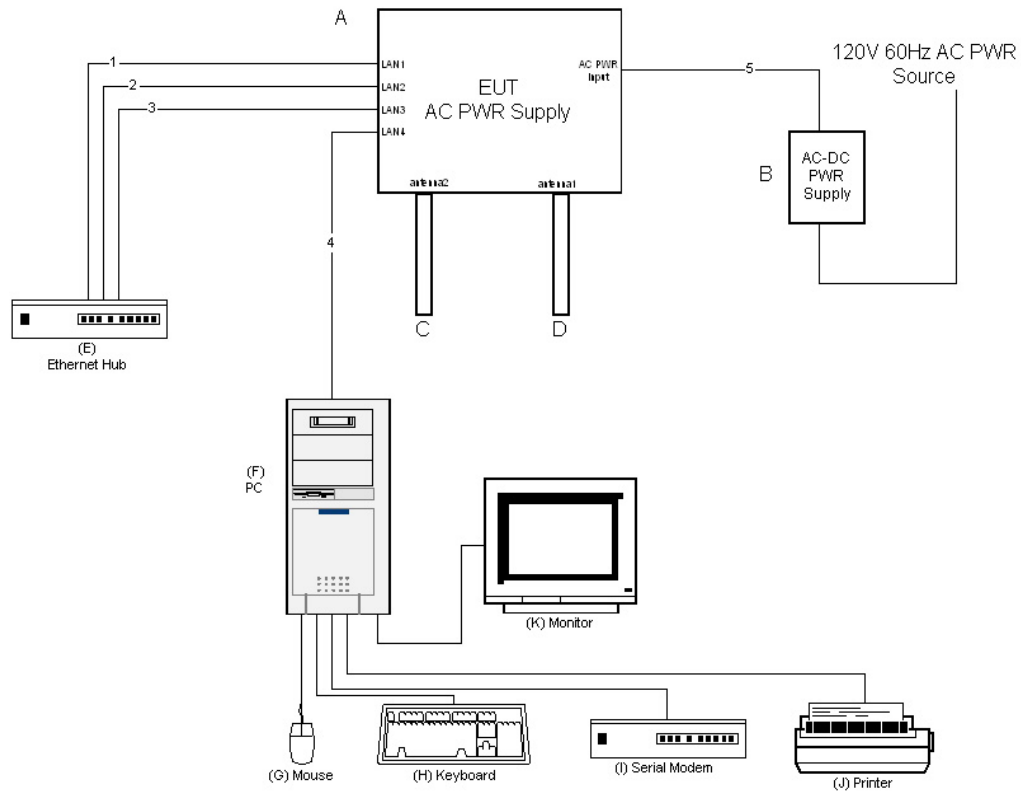 A
120V 60Hz AC PWR
Source
1
LAN1
AC PWR
Input
5
2
LAN2
EUT
AC PWR Supply
3
LAN3
LAN4
AC-DC
PWR
Supply
B
antenna2
antenna1
4
C
D
(E)
Ethernet Hub
(F)
PC
(K) Monitor
(G) Mouse
(H) Keyboard
(I) Serial Modem
(J) Printer